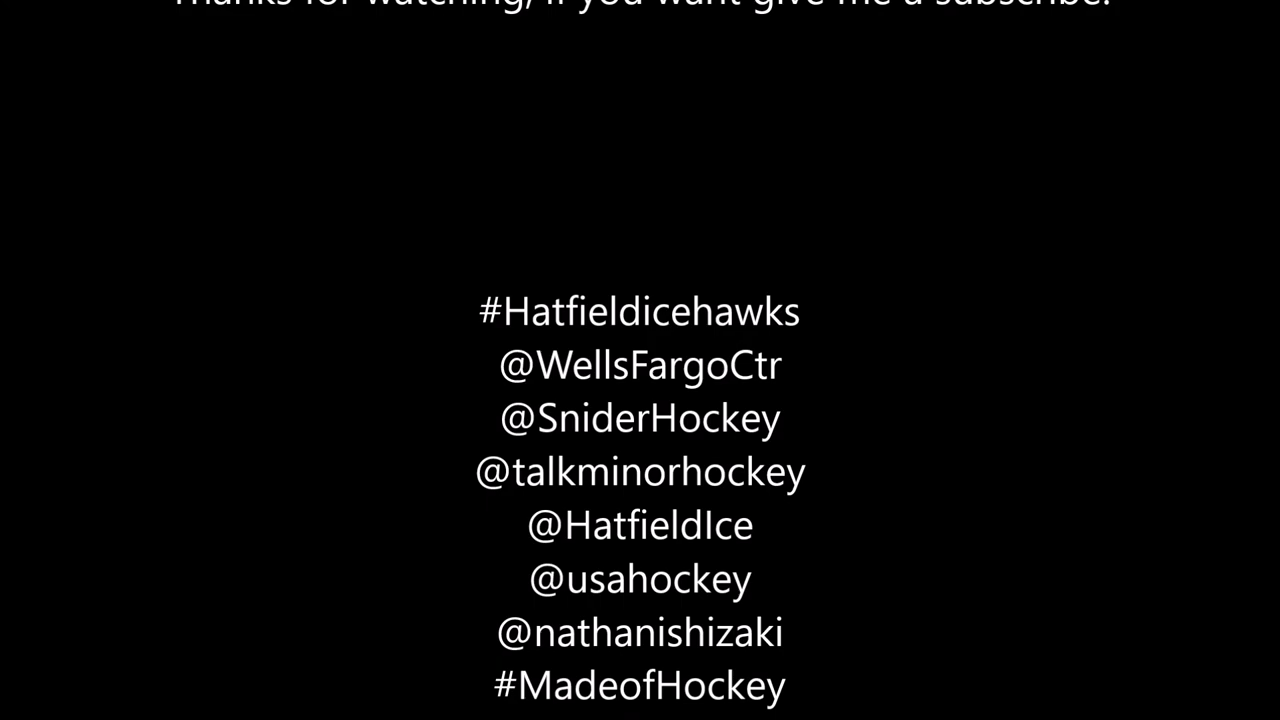 Thanks for watching, if you want give me a subscribe.
#Hatfieldicehawks
@WellsFargoCtr
@SniderHockey
@talkminorhockey
@HatfieldIce
@usahockey
@nathanishizaki
#MadeofHockey